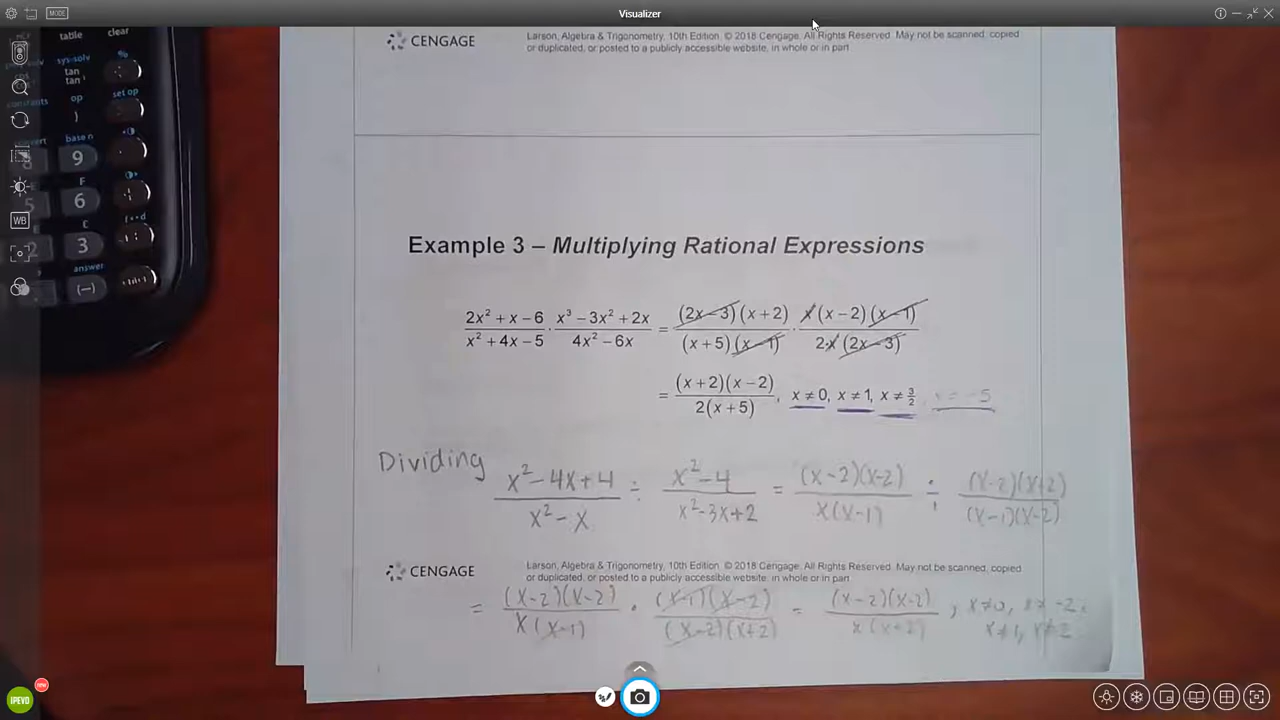 MODE
Visualizer
CENGAGE
Larson, Algebra & Trigonometry, 10th Edition. © 2018 Cengage. All Rights Reserved. May not be scanned, copied
or duplicated, or posted to a publicly accessible website, in whole or in part
table
clear
sys-solv
%
tan
tan⁻¹
constraints
op
set op
)
base n
9
F
6
5
E
3
2
answer
(−)
WB
Example 3 – Multiplying Rational Expressions
(2x² + x − 6)/(x² + 4x − 5) · (x³ − 3x² + 2x)/(4x² − 6x) = (2x − 3)(x + 2)/(x + 5)(x − 1) · x(x − 2)(x − 1)/2x(2x − 3)
= (x + 2)(x − 2)/2(x + 5), x ≠ 0, x ≠ 1, x ≠ 3/2
Dividing (x² − 4x + 4)/(x² − x) ÷ (x² − 4)/(x² − 3x + 2) = (x−2)(x−2)/x(x−1) ÷ (x−2)(x+2)/(x−1)(x−2)
CENGAGE
Larson, Algebra & Trigonometry, 10th Edition. © 2018 Cengage. All Rights Reserved. May not be scanned, copied
or duplicated, or posted to a publicly accessible website, in whole or in part
= (x−2)(x−2)/x(x−1) · (x−1)(x−2)/(x−2)(x+2) = (x−2)(x−2)/x(x+2), x≠0, x≠−2,
x≠1, x≠2
IPEVO